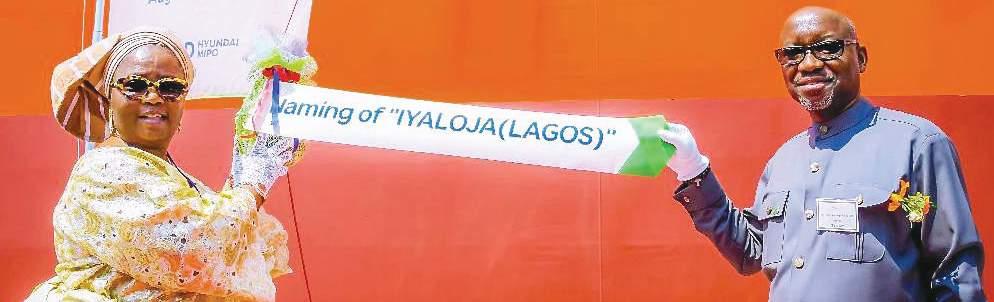 HYUNDAI
MIPO
Naming of "IYALOJA(LAGOS)"